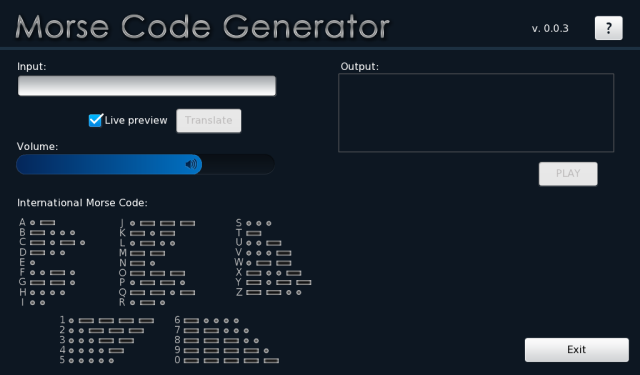 Morse Code Generator
v. 0.0.3
?
Input:
Output:
Live preview
Translate
Volume:
PLAY
International Morse Code:
A
B
C
D
E
F
G
H
I
J
K
L
M
N
O
P
Q
R
S
T
U
V
W
X
Y
Z
1
2
3
4
5
6
7
8
9
0
Exit